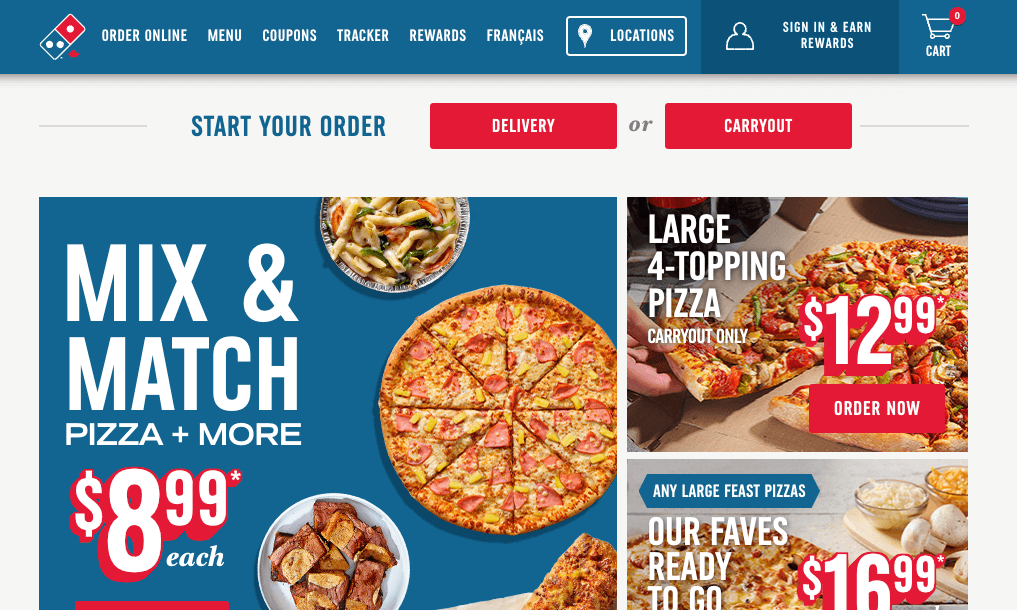 ORDER ONLINE
MENU
COUPONS
TRACKER
REWARDS
FRANÇAIS
LOCATIONS
SIGN IN & EARN
REWARDS
0
CART
START YOUR ORDER
DELIVERY
or
CARRYOUT
MIX &
MATCH
PIZZA + MORE
$8.99*
each
LARGE
4-TOPPING
PIZZA
CARRYOUT ONLY
$12.99*
ORDER NOW
ANY LARGE FEAST PIZZAS
OUR FAVES
READY
TO GO
$16.99*